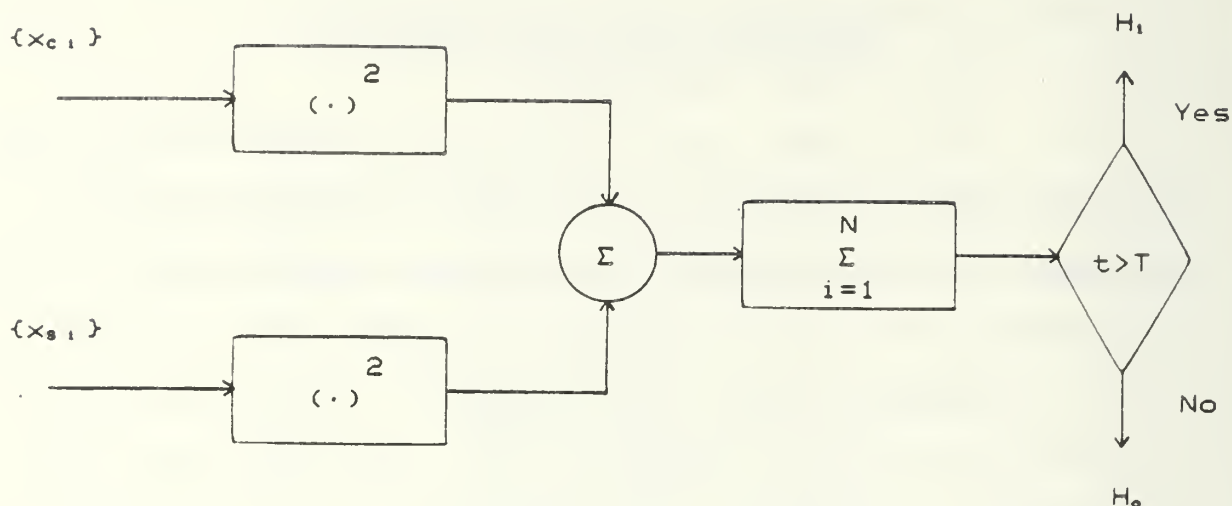 {x_c i}
(·)²
H₁
Yes
Σ
N
Σ
i=1
t>T
{x_s i}
(·)²
No
H₀